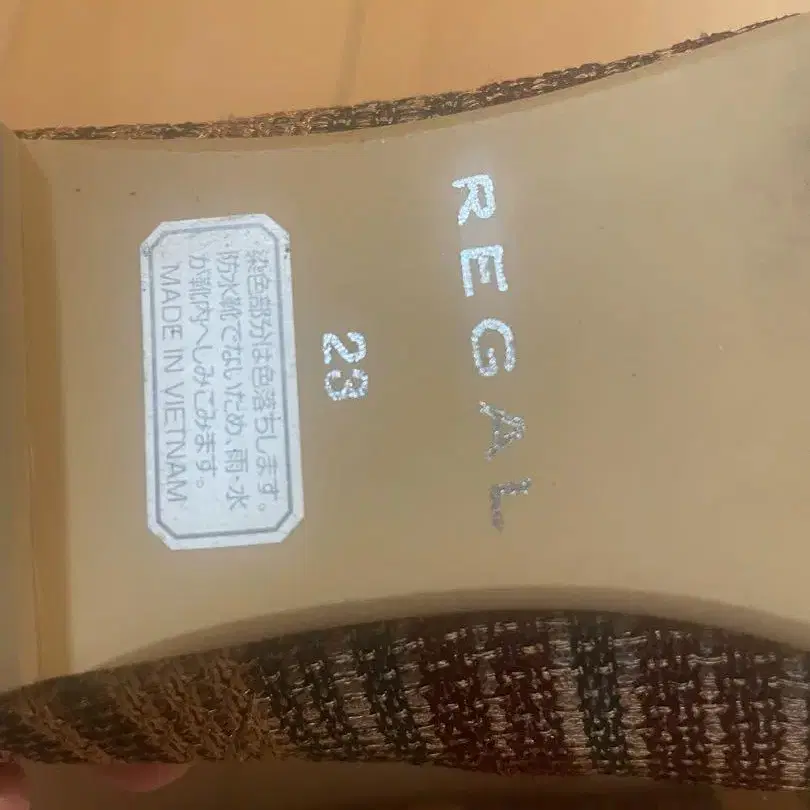 REGAL
23
染色部分は色落ちします。
防水靴でないため、雨・水
が靴内へしみこみます。
MADE IN VIETNAM